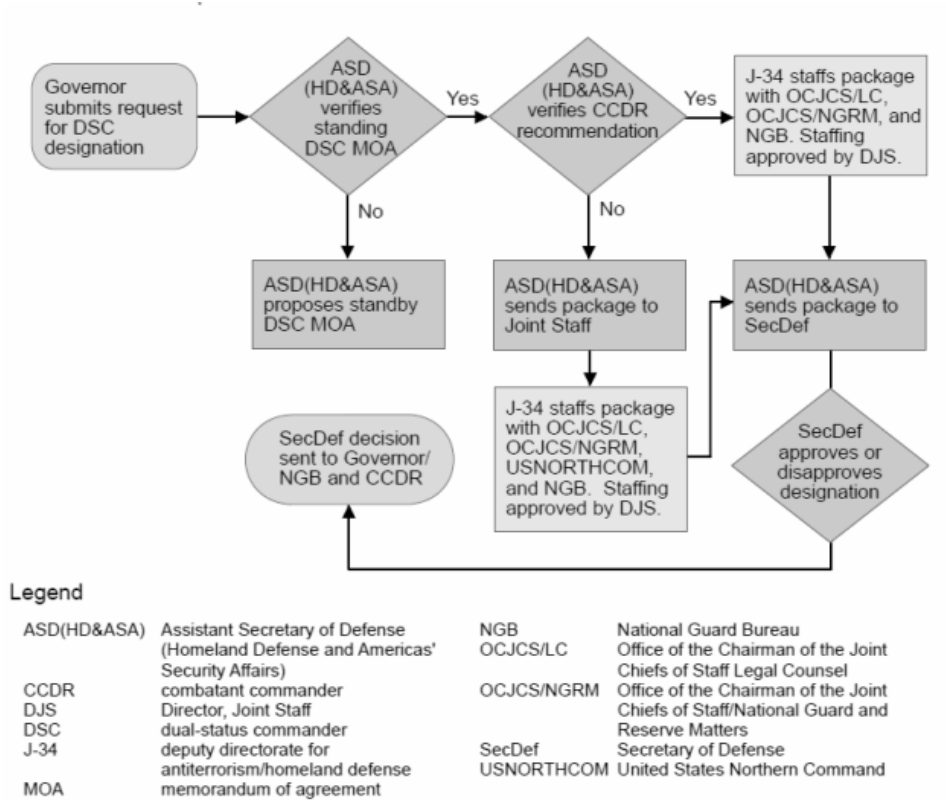 Governor
submits request
for DSC
designation
ASD
(HD&ASA)
verifies
standing
DSC MOA
Yes
ASD
(HD&ASA)
verifies CCDR
recommendation
Yes
J-34 staffs package
with OCJCS/LC,
OCJCS/NGRM, and
NGB. Staffing
approved by DJS.
No
No
ASD(HD&ASA)
proposes standby
DSC MOA
ASD(HD&ASA)
sends package to
Joint Staff
ASD(HD&ASA)
sends package to
SecDef
SecDef decision
sent to Governor/
NGB and CCDR
J-34 staffs package
with OCJCS/LC,
OCJCS/NGRM,
USNORTHCOM,
and NGB. Staffing
approved by DJS.
SecDef
approves or
disapproves
designation
Legend
ASD(HD&ASA) Assistant Secretary of Defense
(Homeland Defense and Americas'
Security Affairs)
CCDR combatant commander
DJS Director, Joint Staff
DSC dual-status commander
J-34 deputy directorate for
antiterrorism/homeland defense
MOA memorandum of agreement
NGB National Guard Bureau
OCJCS/LC Office of the Chairman of the Joint
Chiefs of Staff Legal Counsel
OCJCS/NGRM Office of the Chairman of the Joint
Chiefs of Staff/National Guard and
Reserve Matters
SecDef Secretary of Defense
USNORTHCOM United States Northern Command